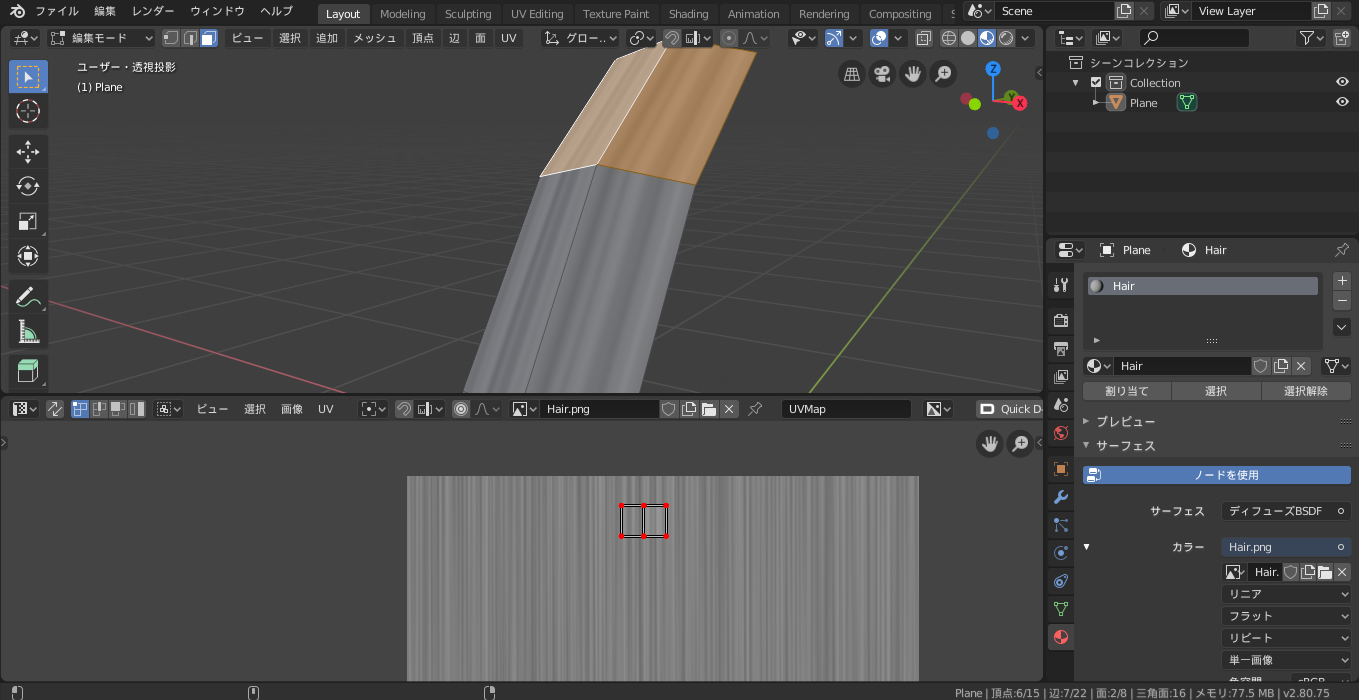 ファイル 編集 レンダー ウィンドウ ヘルプ Layout Modeling Sculpting UV Editing Texture Paint Shading Animation Rendering Compositing Scene View Layer
編集モード ビュー 選択 追加 メッシュ 頂点 辺 面 UV グロー..
ユーザー・透視投影
(1) Plane
Z
Y
X
シーンコレクション
Collection
Plane
Plane Hair
Hair
Hair
割り当て 選択 選択解除
プレビュー
サーフェス
ノードを使用
サーフェス ディフューズBSDF
カラー Hair.png
Hair.
リニア
フラット
リピート
単一画像
色空間 sRGB
ビュー 選択 画像 UV Hair.png UVMap Quick D
Plane | 頂点:6/15 | 辺:7/22 | 面:2/8 | 三角面:16 | メモリ:77.5 MB | v2.80.75